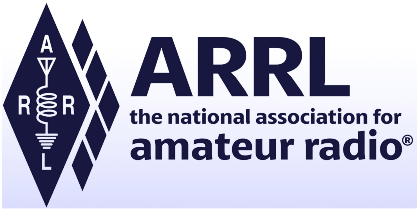 A
R R
L
ARRL
the national association for
amateur radio®